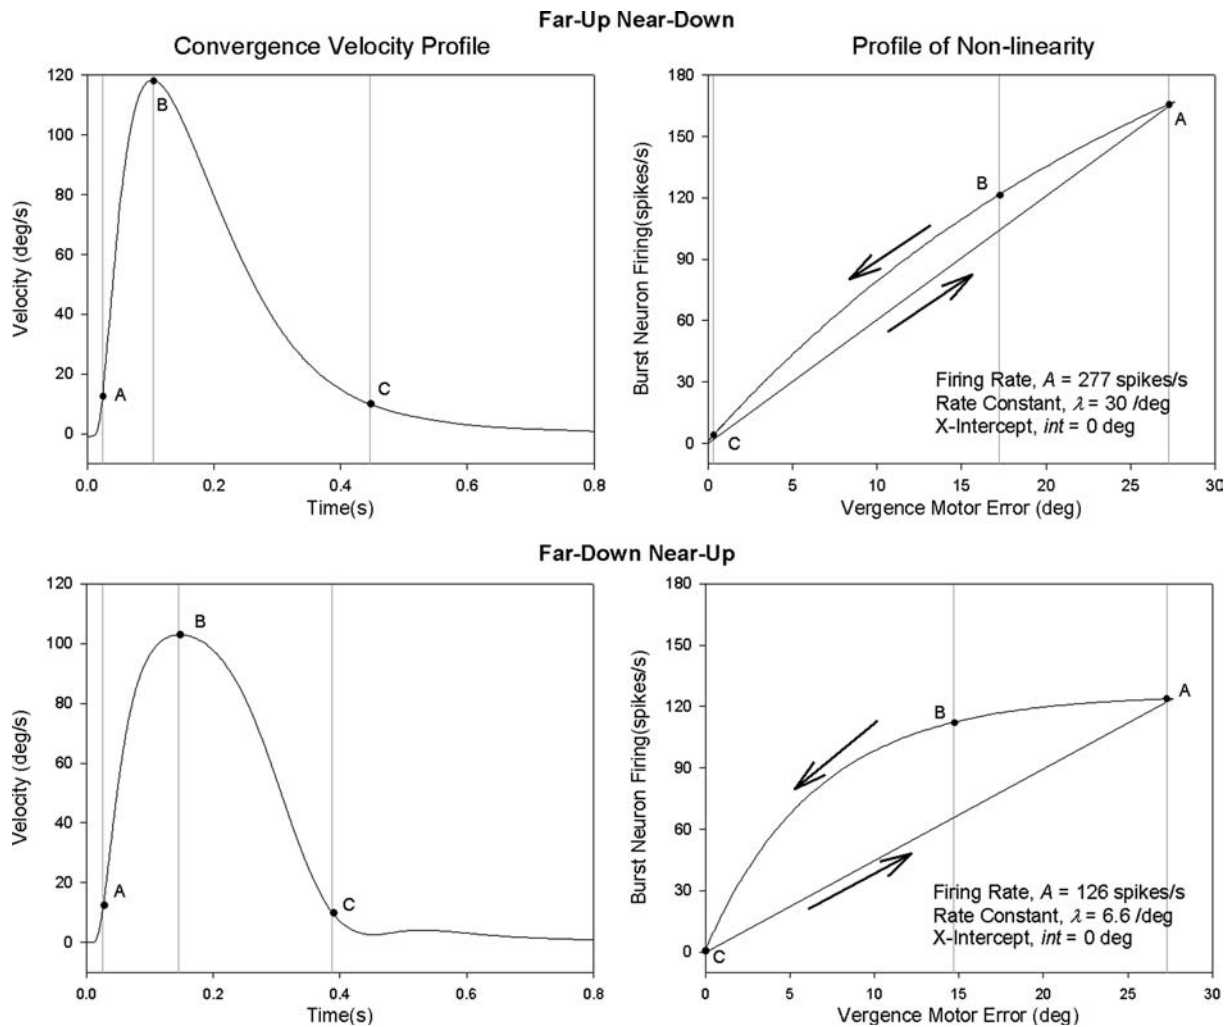 Far-Up Near-Down
Convergence Velocity Profile
Profile of Non-linearity
120
100
80
60
40
20
0
Velocity (deg/s)
A
B
C
0.0
0.2
0.4
0.6
0.8
Time(s)
180
150
120
90
60
30
0
Burst Neuron Firing(spikes/s)
A
B
C
Firing Rate, A = 277 spikes/s
Rate Constant, λ = 30 /deg
X-Intercept, int = 0 deg
0
5
10
15
20
25
30
Vergence Motor Error (deg)
Far-Down Near-Up
120
100
80
60
40
20
0
Velocity (deg/s)
A
B
C
0.0
0.2
0.4
0.6
0.8
Time(s)
180
150
120
90
60
30
0
Burst Neuron Firing(spikes/s)
A
B
C
Firing Rate, A = 126 spikes/s
Rate Constant, λ = 6.6 /deg
X-Intercept, int = 0 deg
0
5
10
15
20
25
30
Vergence Motor Error (deg)